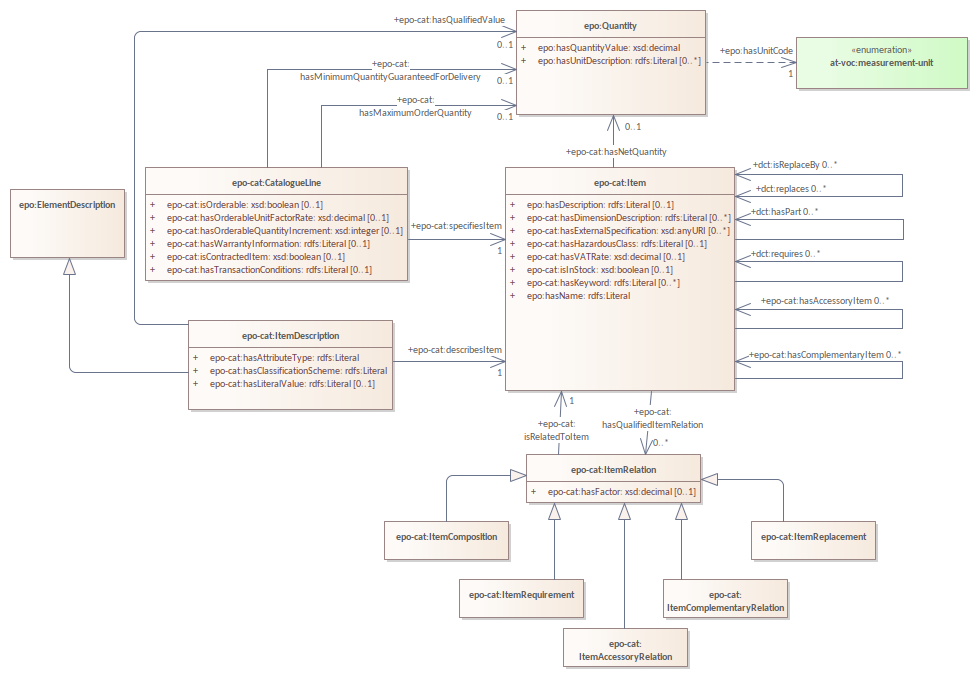 +epo-cat:hasQualifiedValue
0..1
epo:Quantity
+ epo:hasQuantityValue: xsd:decimal
+ epo:hasUnitDescription: rdfs:Literal [0..*]
+epo:hasUnitCode
1
«enumeration»
at-voc:measurement-unit
+epo-cat:
hasMinimumQuantityGuaranteedForDelivery
0..1
+epo-cat:
hasMaximumOrderQuantity
0..1
0..1
+epo-cat:hasNetQuantity
epo:ElementDescription
epo-cat:CatalogueLine
+ epo-cat:isOrderable: xsd:boolean [0..1]
+ epo-cat:hasOrderableUnitFactorRate: xsd:decimal [0..1]
+ epo-cat:hasOrderableQuantityIncrement: xsd:integer [0..1]
+ epo-cat:hasWarrantyInformation: rdfs:Literal [0..1]
+ epo-cat:isContractedItem: xsd:boolean [0..1]
+ epo-cat:hasTransactionConditions: rdfs:Literal [0..1]
+epo-cat:specifiesItem
1
epo-cat:Item
+ epo:hasDescription: rdfs:Literal [0..1]
+ epo-cat:hasDimensionDescription: rdfs:Literal [0..*]
+ epo-cat:hasExternalSpecification: xsd:anyURI [0..*]
+ epo-cat:hasHazardousClass: rdfs:Literal [0..1]
+ epo-cat:hasVATRate: xsd:decimal [0..1]
+ epo-cat:isInStock: xsd:boolean [0..1]
+ epo-cat:hasKeyword: rdfs:Literal [0..*]
+ epo:hasName: rdfs:Literal
+dct:isReplaceBy 0..*
+dct:replaces 0..*
+dct:hasPart 0..*
+dct:requires 0..*
+epo-cat:hasAccessoryItem 0..*
+epo-cat:hasComplementaryItem 0..*
epo-cat:ItemDescription
+ epo-cat:hasAttributeType: rdfs:Literal
+ epo-cat:hasClassificationScheme: rdfs:Literal
+ epo-cat:hasLiteralValue: rdfs:Literal [0..1]
+epo-cat:describesItem
1
1
+epo-cat:
isRelatedToItem
+epo-cat:
hasQualifiedItemRelation
0..*
epo-cat:ItemRelation
+ epo-cat:hasFactor: xsd:decimal [0..1]
epo-cat:ItemComposition
epo-cat:ItemReplacement
epo-cat:ItemRequirement
epo-cat:
ItemComplementaryRelation
epo-cat:
ItemAccessoryRelation